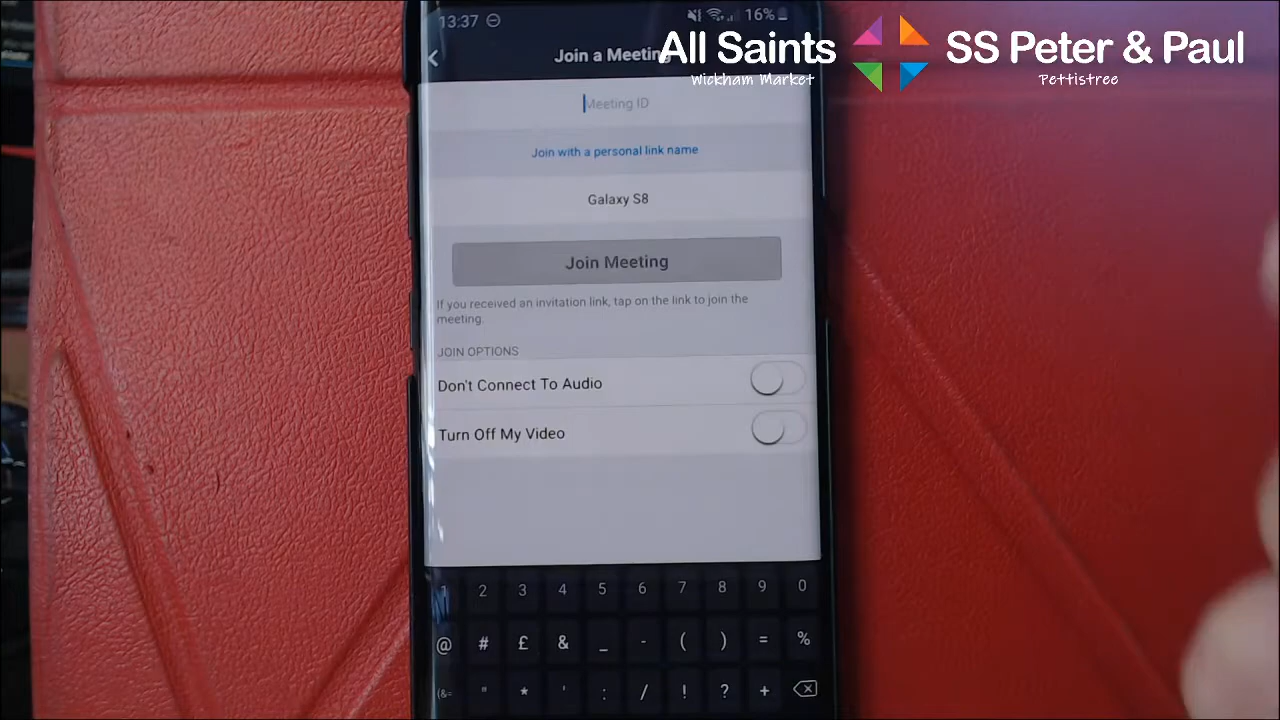 13:37
16%
Join a Meeting
All Saints
Wickham Market
SS Peter & Paul
Pettistree
Meeting ID
Join with a personal link name
Galaxy S8
Join Meeting
If you received an invitation link, tap on the link to join the
meeting.
JOIN OPTIONS
Don't Connect To Audio
Turn Off My Video
1 2 3 4 5 6 7 8 9 0
@ # £ & _ - ( ) = %
" * ' : / ! ? +